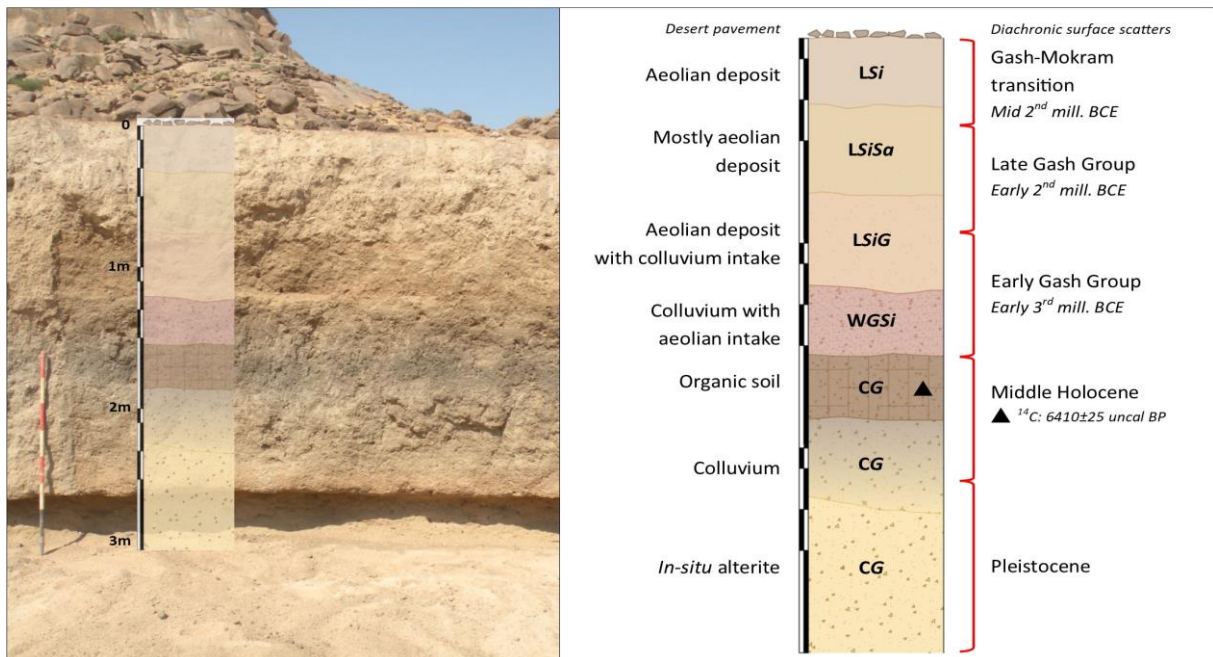 0
1m
2m
3m
Desert pavement
Aeolian deposit
Mostly aeolian
deposit
Aeolian deposit
with colluvium intake
Colluvium with
aeolian intake
Organic soil
Colluvium
In-situ alterite
LSi
LSiSa
LSiG
WGSi
CG
CG
CG
Diachronic surface scatters
Gash-Mokram
transition
Mid 2nd mill. BCE
Late Gash Group
Early 2nd mill. BCE
Early Gash Group
Early 3rd mill. BCE
Middle Holocene
▲ 14C: 6410±25 uncal BP
Pleistocene